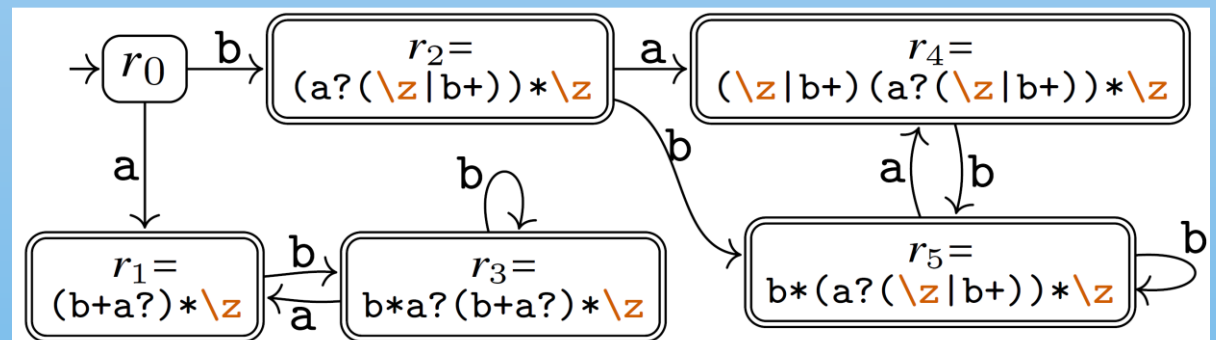 r₀
b
r₂=
(a?(\z|b+))*\z
a
r₄=
(\z|b+)(a?(\z|b+))*\z
a
b
b
a
b
r₁=
(b+a?)*\z
b
a
r₃=
b*a?(b+a?)*\z
r₅=
b*(a?(\z|b+))*\z
b